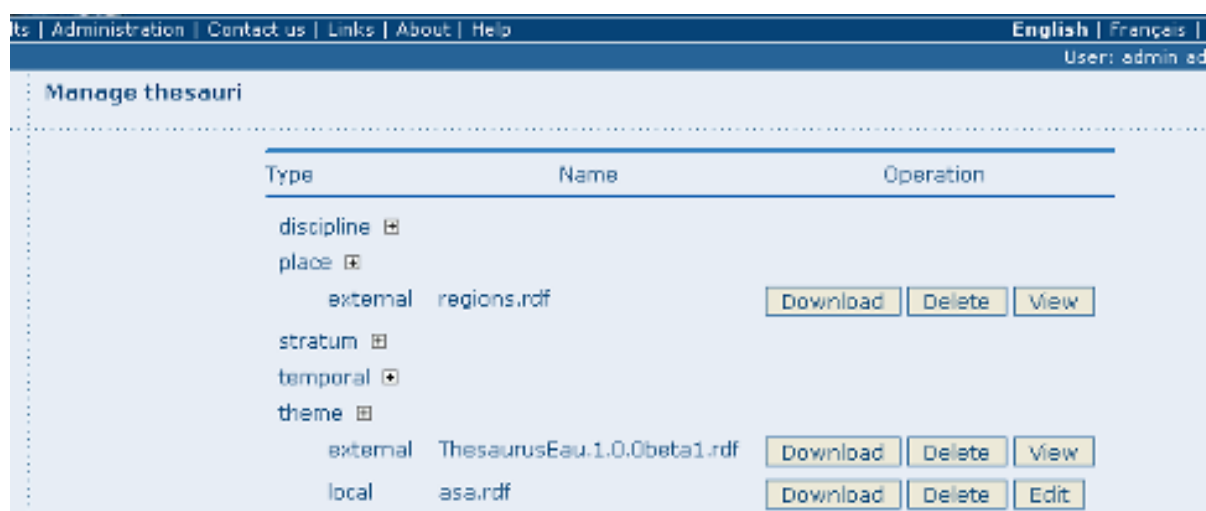 lts | Administration | Contact us | Links | About | Help English | Français |
User: admin ad
Manage thesauri
Type Name Operation
discipline
place
external regions.rdf Download Delete View
stratum
temporal
theme
external ThesaurusEau.1.0.0beta1.rdf Download Delete View
local asa.rdf Download Delete Edit